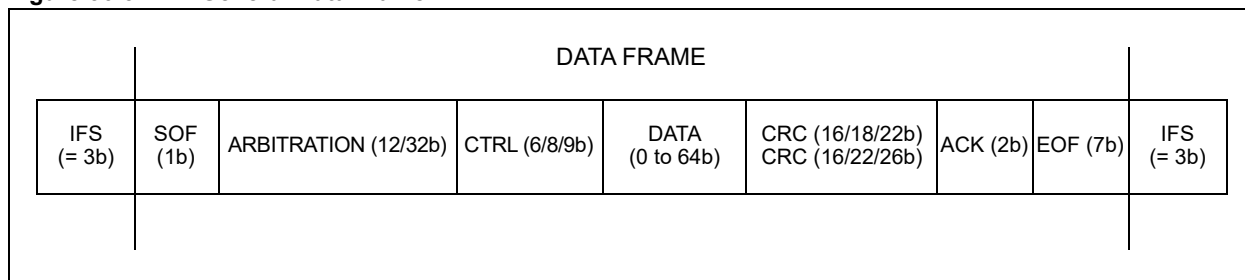 DATA FRAME
IFS
(= 3b)
SOF
(1b)
ARBITRATION (12/32b)
CTRL (6/8/9b)
DATA
(0 to 64b)
CRC (16/18/22b)
CRC (16/22/26b)
ACK (2b)
EOF (7b)
IFS
(= 3b)